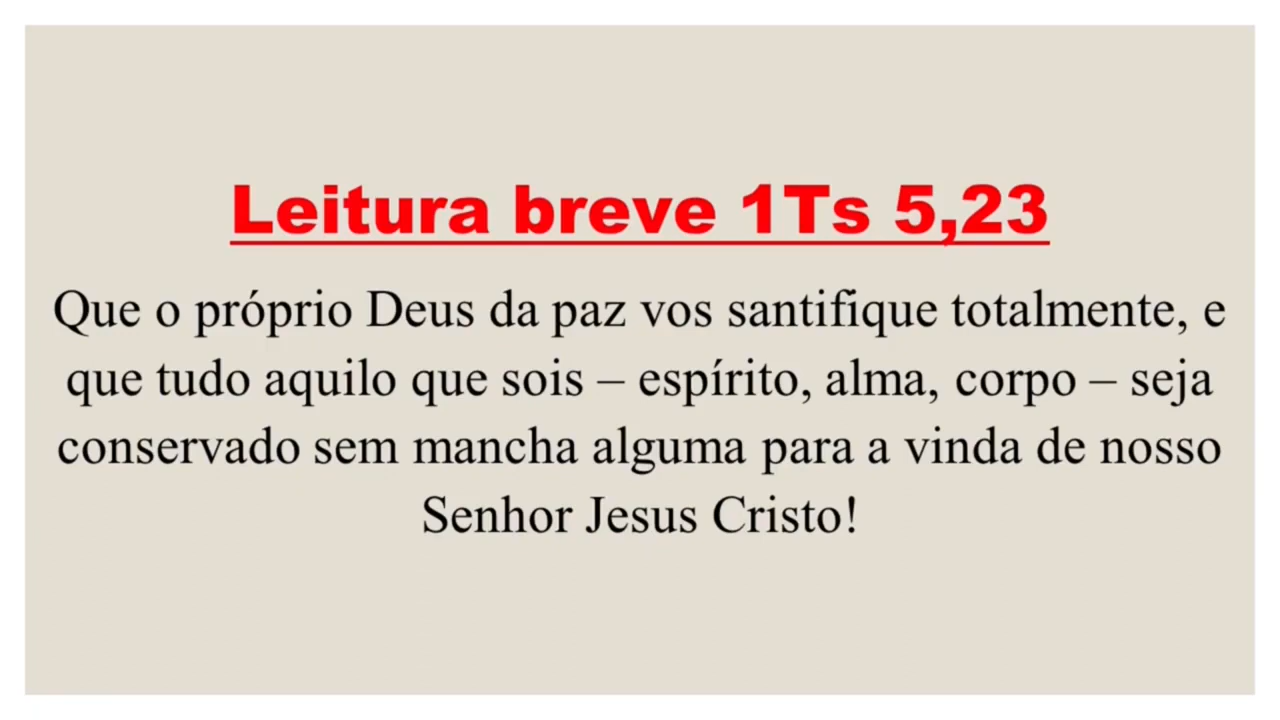 Leitura breve 1Ts 5,23
Que o próprio Deus da paz vos santifique totalmente, e
que tudo aquilo que sois – espírito, alma, corpo – seja
conservado sem mancha alguma para a vinda de nosso
Senhor Jesus Cristo!